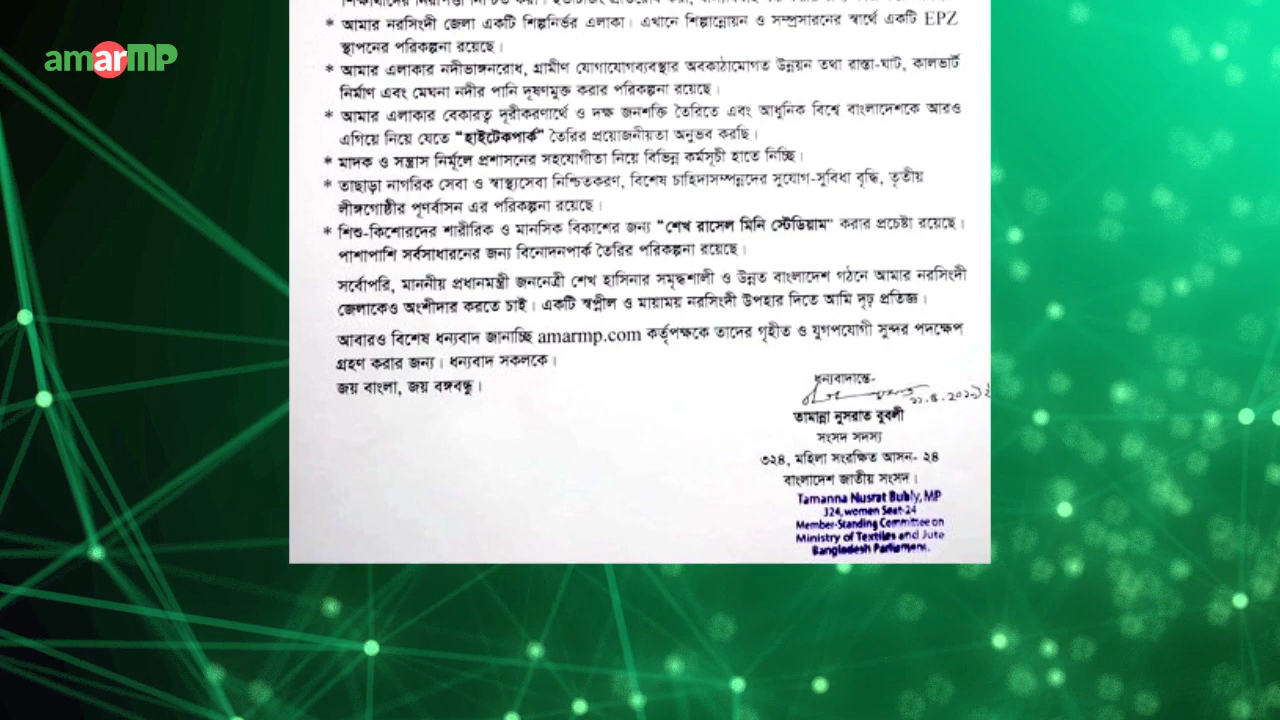 amarMP
শিক্ষার্থীদের নিরাপত্তা নিশ্চিত করা। ইভটিজিং প্রতিরোধ করা,
* আমার নরসিংদী জেলা একটি শিল্পনির্ভর এলাকা। এখানে শিল্পান্নোয়ন ও সম্প্রসারনের স্বার্থে একটি EPZ
স্থাপনের পরিকল্পনা রয়েছে।
* আমার এলাকার নদীভাঙ্গনরোধ, গ্রামীণ যোগাযোগব্যবস্থার অবকাঠামোগত উন্নয়ন তথা রাস্তা-ঘাট, কালভার্ট
নির্মাণ এবং মেঘনা নদীর পানি দূষণমুক্ত করার পরিকল্পনা রয়েছে।
* আমার এলাকার বেকারত্ব দূরীকরণার্থে ও দক্ষ জনশক্তি তৈরিতে এবং আধুনিক বিশ্বে বাংলাদেশকে আরও
এগিয়ে নিয়ে যেতে “হাইটেকপার্ক” তৈরির প্রয়োজনীয়তা অনুভব করছি।
* মাদক ও সন্ত্রাস নির্মূলে প্রশাসনের সহযোগীতা নিয়ে বিভিন্ন কর্মসূচী হাতে নিচ্ছি।
* তাছাড়া নাগরিক সেবা ও স্বাস্থ্যসেবা নিশ্চিতকরণ, বিশেষ চাহিদাসম্পন্নদের সুযোগ-সুবিধা বৃদ্ধি, তৃতীয়
লীঙ্গগোষ্ঠীর পূণর্বাসন এর পরিকল্পনা রয়েছে।
* শিশু-কিশোরদের শারীরিক ও মানসিক বিকাশের জন্য “শেখ রাসেল মিনি স্টেডিয়াম” করার প্রচেষ্টা রয়েছে।
পাশাপাশি সর্বসাধারনের জন্য বিনোদনপার্ক তৈরির পরিকল্পনা রয়েছে।
সর্বোপরি, মাননীয় প্রধানমন্ত্রী জননেত্রী শেখ হাসিনার সমৃদ্ধশালী ও উন্নত বাংলাদেশ গঠনে আমার নরসিংদী
জেলাকেও অংশীদার করতে চাই। একটি স্বপ্নীল ও মায়াময় নরসিংদী উপহার দিতে আমি দৃঢ় প্রতিজ্ঞ।
আবারও বিশেষ ধন্যবাদ জানাচ্ছি amarmp.com কর্তৃপক্ষকে তাদের গৃহীত ও যুগপযোগী সুন্দর পদক্ষেপ
গ্রহণ করার জন্য। ধন্যবাদ সকলকে।
জয় বাংলা, জয় বঙ্গবন্ধু।
ধন্যবাদান্তে-
তামান্না নুসরাত বুবলী
সংসদ সদস্য
৩২৪, মহিলা সংরক্ষিত আসন- ২৪
বাংলাদেশ জাতীয় সংসদ।
Tamanna Nusrat Bubly, MP
324, women Seat-24
Member-Standing Committee on
Ministry of Textiles and Jute
Bangladesh Parliament.